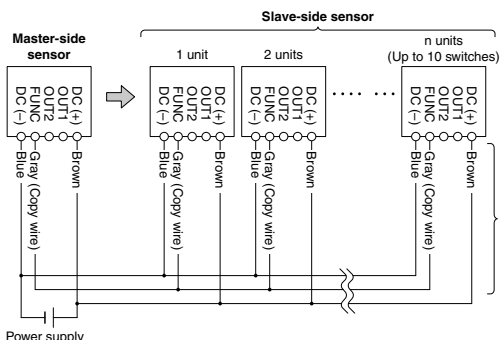 Slave-side sensor
Master-side
sensor
1 unit
2 units
n units
(Up to 10 switches)
DC (–)
FUNC
OUT2
OUT1
DC (+)
DC (–)
FUNC
OUT2
OUT1
DC (+)
DC (–)
FUNC
OUT2
OUT1
DC (+)
DC (–)
FUNC
OUT2
OUT1
DC (+)
Blue
Gray (Copy wire)
Brown
Blue
Gray (Copy wire)
Brown
Blue
Gray (Copy wire)
Brown
Blue
Gray (Copy wire)
Brown
Power supply